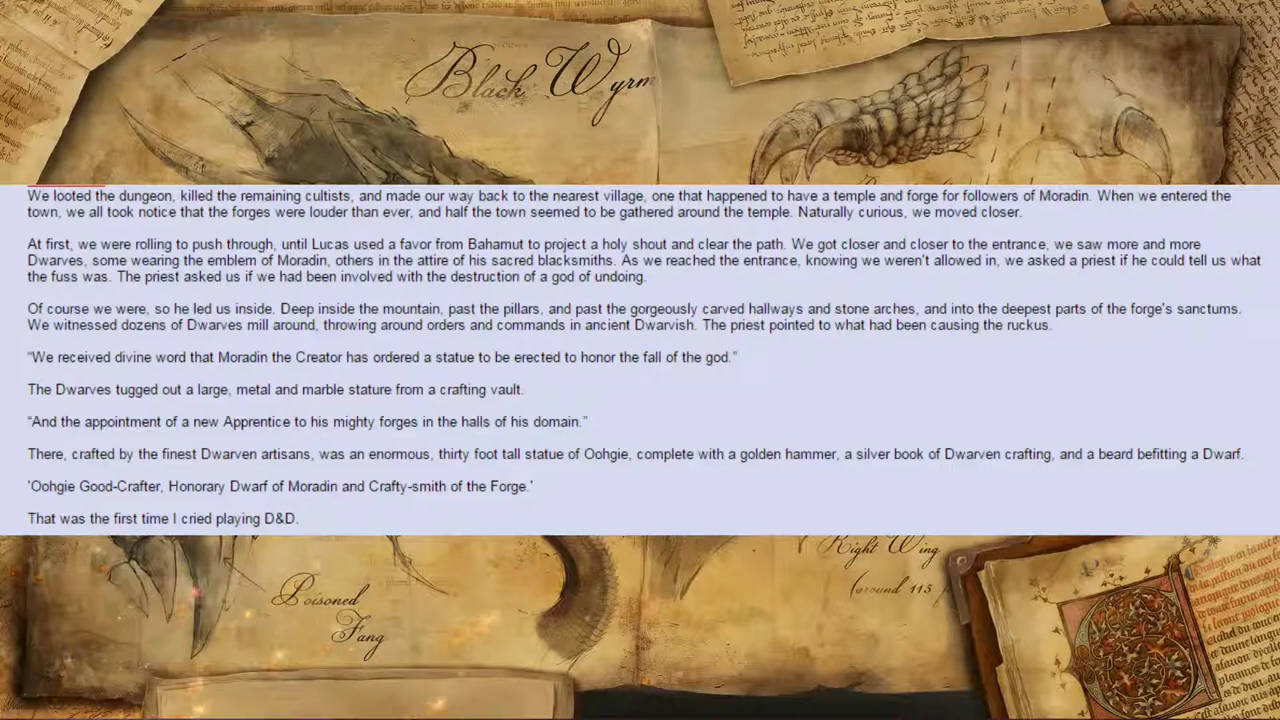 Black Wyrm
We looted the dungeon, killed the remaining cultists, and made our way back to the nearest village, one that happened to have a temple and forge for followers of Moradin. When we entered the
town, we all took notice that the forges were louder than ever, and half the town seemed to be gathered around the temple. Naturally curious, we moved closer.
At first, we were rolling to push through, until Lucas used a favor from Bahamut to project a holy shout and clear the path. We got closer and closer to the entrance, we saw more and more
Dwarves, some wearing the emblem of Moradin, others in the attire of his sacred blacksmiths. As we reached the entrance, knowing we weren't allowed in, we asked a priest if he could tell us what
the fuss was. The priest asked us if we had been involved with the destruction of a god of undoing.
Of course we were, so he led us inside. Deep inside the mountain, past the pillars, and past the gorgeously carved hallways and stone arches, and into the deepest parts of the forge's sanctums.
We witnessed dozens of Dwarves mill around, throwing around orders and commands in ancient Dwarvish. The priest pointed to what had been causing the ruckus.
“We received divine word that Moradin the Creator has ordered a statue to be erected to honor the fall of the god.”
The Dwarves tugged out a large, metal and marble stature from a crafting vault.
“And the appointment of a new Apprentice to his mighty forges in the halls of his domain.”
There, crafted by the finest Dwarven artisans, was an enormous, thirty foot tall statue of Oohgie, complete with a golden hammer, a silver book of Dwarven crafting, and a beard befitting a Dwarf.
'Oohgie Good-Crafter, Honorary Dwarf of Moradin and Crafty-smith of the Forge.'
That was the first time I cried playing D&D.
Right Wing
(around 115
Poisoned
Fang